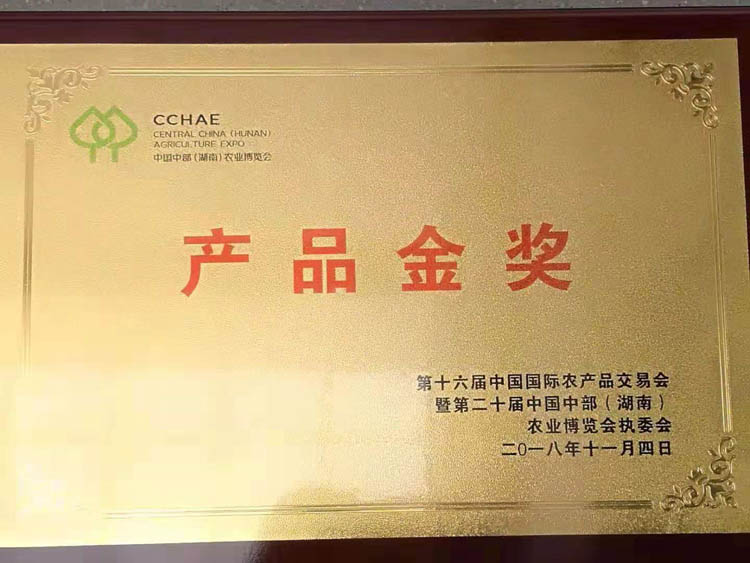 CCHAE
CENTRAL CHINA (HUNAN)
AGRICULTURE EXPO
中国中部(湖南)农业博览会
产品金奖
第十六届中国国际农产品交易会
暨第二十届中国中部(湖南)
农业博览会执委会
二〇一八年十一月四日